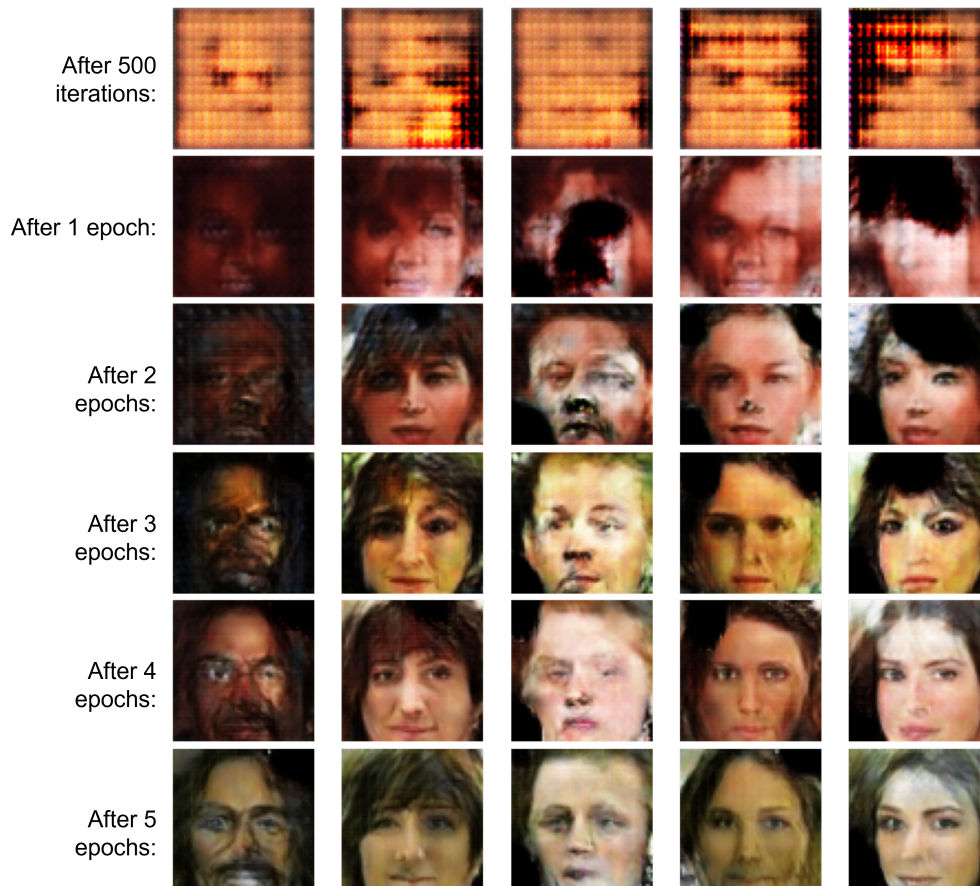 After 500
iterations:
After 1 epoch:
After 2
epochs:
After 3
epochs:
After 4
epochs:
After 5
epochs: